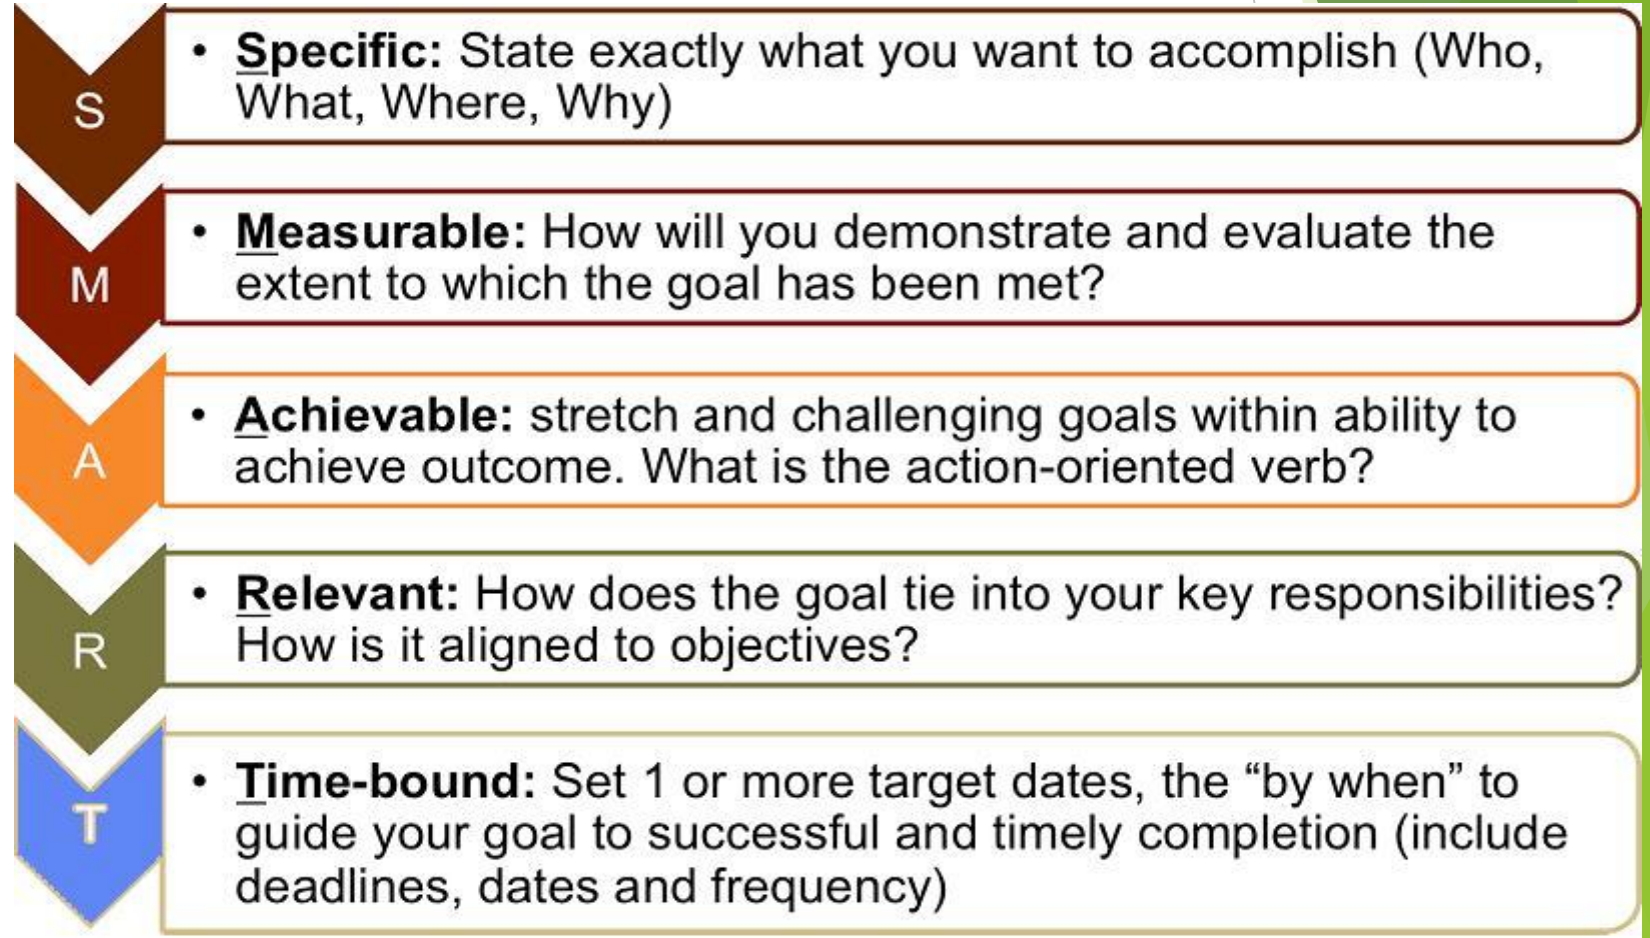 S
• Specific: State exactly what you want to accomplish (Who,
What, Where, Why)
M
• Measurable: How will you demonstrate and evaluate the
extent to which the goal has been met?
A
• Achievable: stretch and challenging goals within ability to
achieve outcome. What is the action-oriented verb?
R
• Relevant: How does the goal tie into your key responsibilities?
How is it aligned to objectives?
T
• Time-bound: Set 1 or more target dates, the “by when” to
guide your goal to successful and timely completion (include
deadlines, dates and frequency)